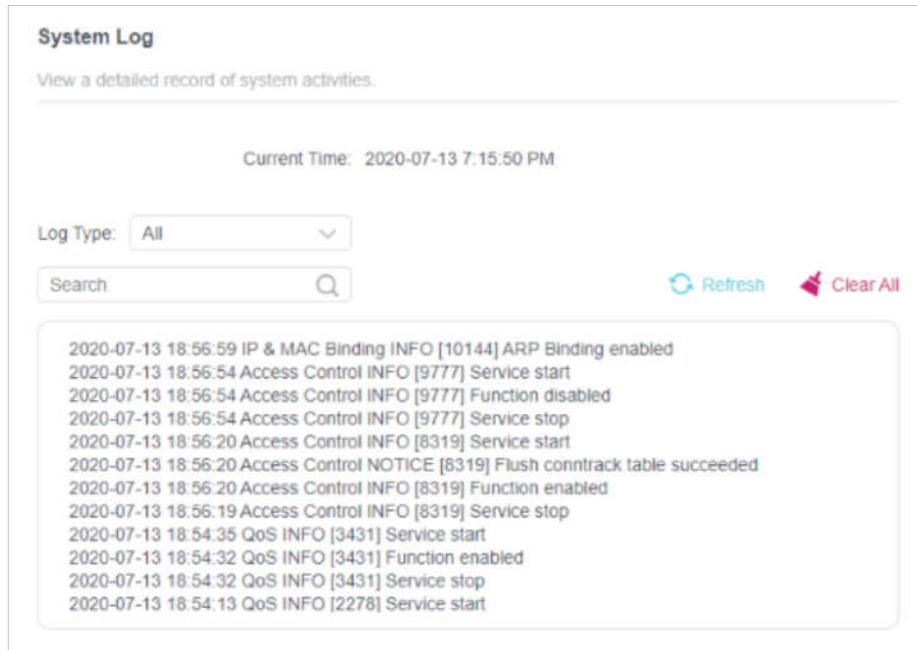 System Log
View a detailed record of system activities.
Current Time: 2020-07-13 7:15:50 PM
Log Type: All
Search Refresh Clear All
2020-07-13 18:56:59 IP & MAC Binding INFO [10144] ARP Binding enabled
2020-07-13 18:56:54 Access Control INFO [9777] Service start
2020-07-13 18:56:54 Access Control INFO [9777] Function disabled
2020-07-13 18:56:54 Access Control INFO [9777] Service stop
2020-07-13 18:56:20 Access Control INFO [8319] Service start
2020-07-13 18:56:20 Access Control NOTICE [8319] Flush conntrack table succeeded
2020-07-13 18:56:20 Access Control INFO [8319] Function enabled
2020-07-13 18:56:19 Access Control INFO [8319] Service stop
2020-07-13 18:54:35 QoS INFO [3431] Service start
2020-07-13 18:54:32 QoS INFO [3431] Function enabled
2020-07-13 18:54:32 QoS INFO [3431] Service stop
2020-07-13 18:54:13 QoS INFO [2278] Service start